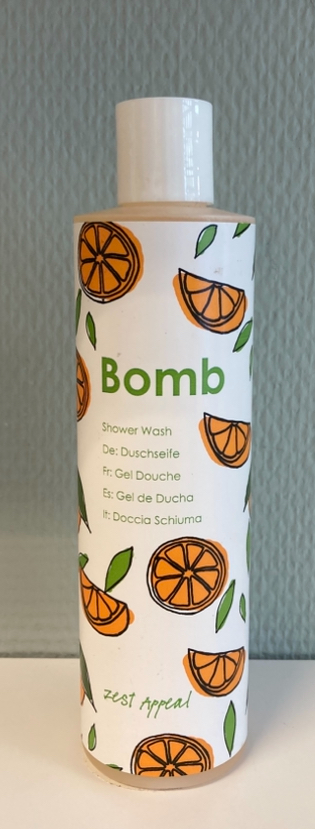 Bomb
Shower Wash
De: Duschseife
Fr: Gel Douche
Es: Gel de Ducha
It: Doccia Schiuma
Zest Appeal